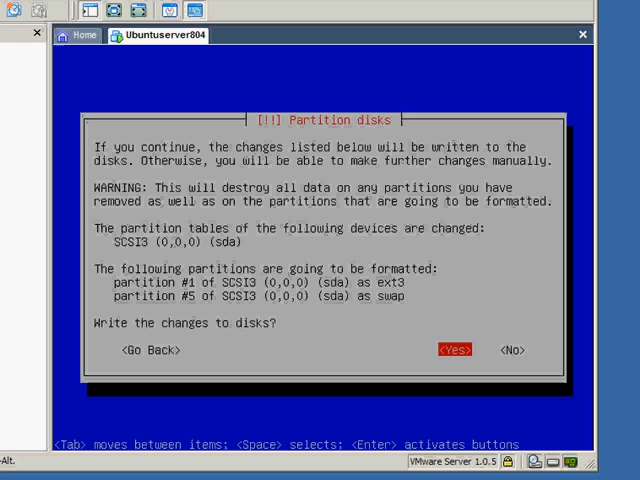 Home
Ubuntuserver804
[!!] Partition disks
If you continue, the changes listed below will be written to the
disks. Otherwise, you will be able to make further changes manually.
WARNING: This will destroy all data on any partitions you have
removed as well as on the partitions that are going to be formatted.
The partition tables of the following devices are changed:
SCSI3 (0,0,0) (sda)
The following partitions are going to be formatted:
partition #1 of SCSI3 (0,0,0) (sda) as ext3
partition #5 of SCSI3 (0,0,0) (sda) as swap
Write the changes to disks?
<Go Back> <Yes> <No>
<Tab> moves between items; <Space> selects; <Enter> activates buttons
-Alt.
VMware Server 1.0.5